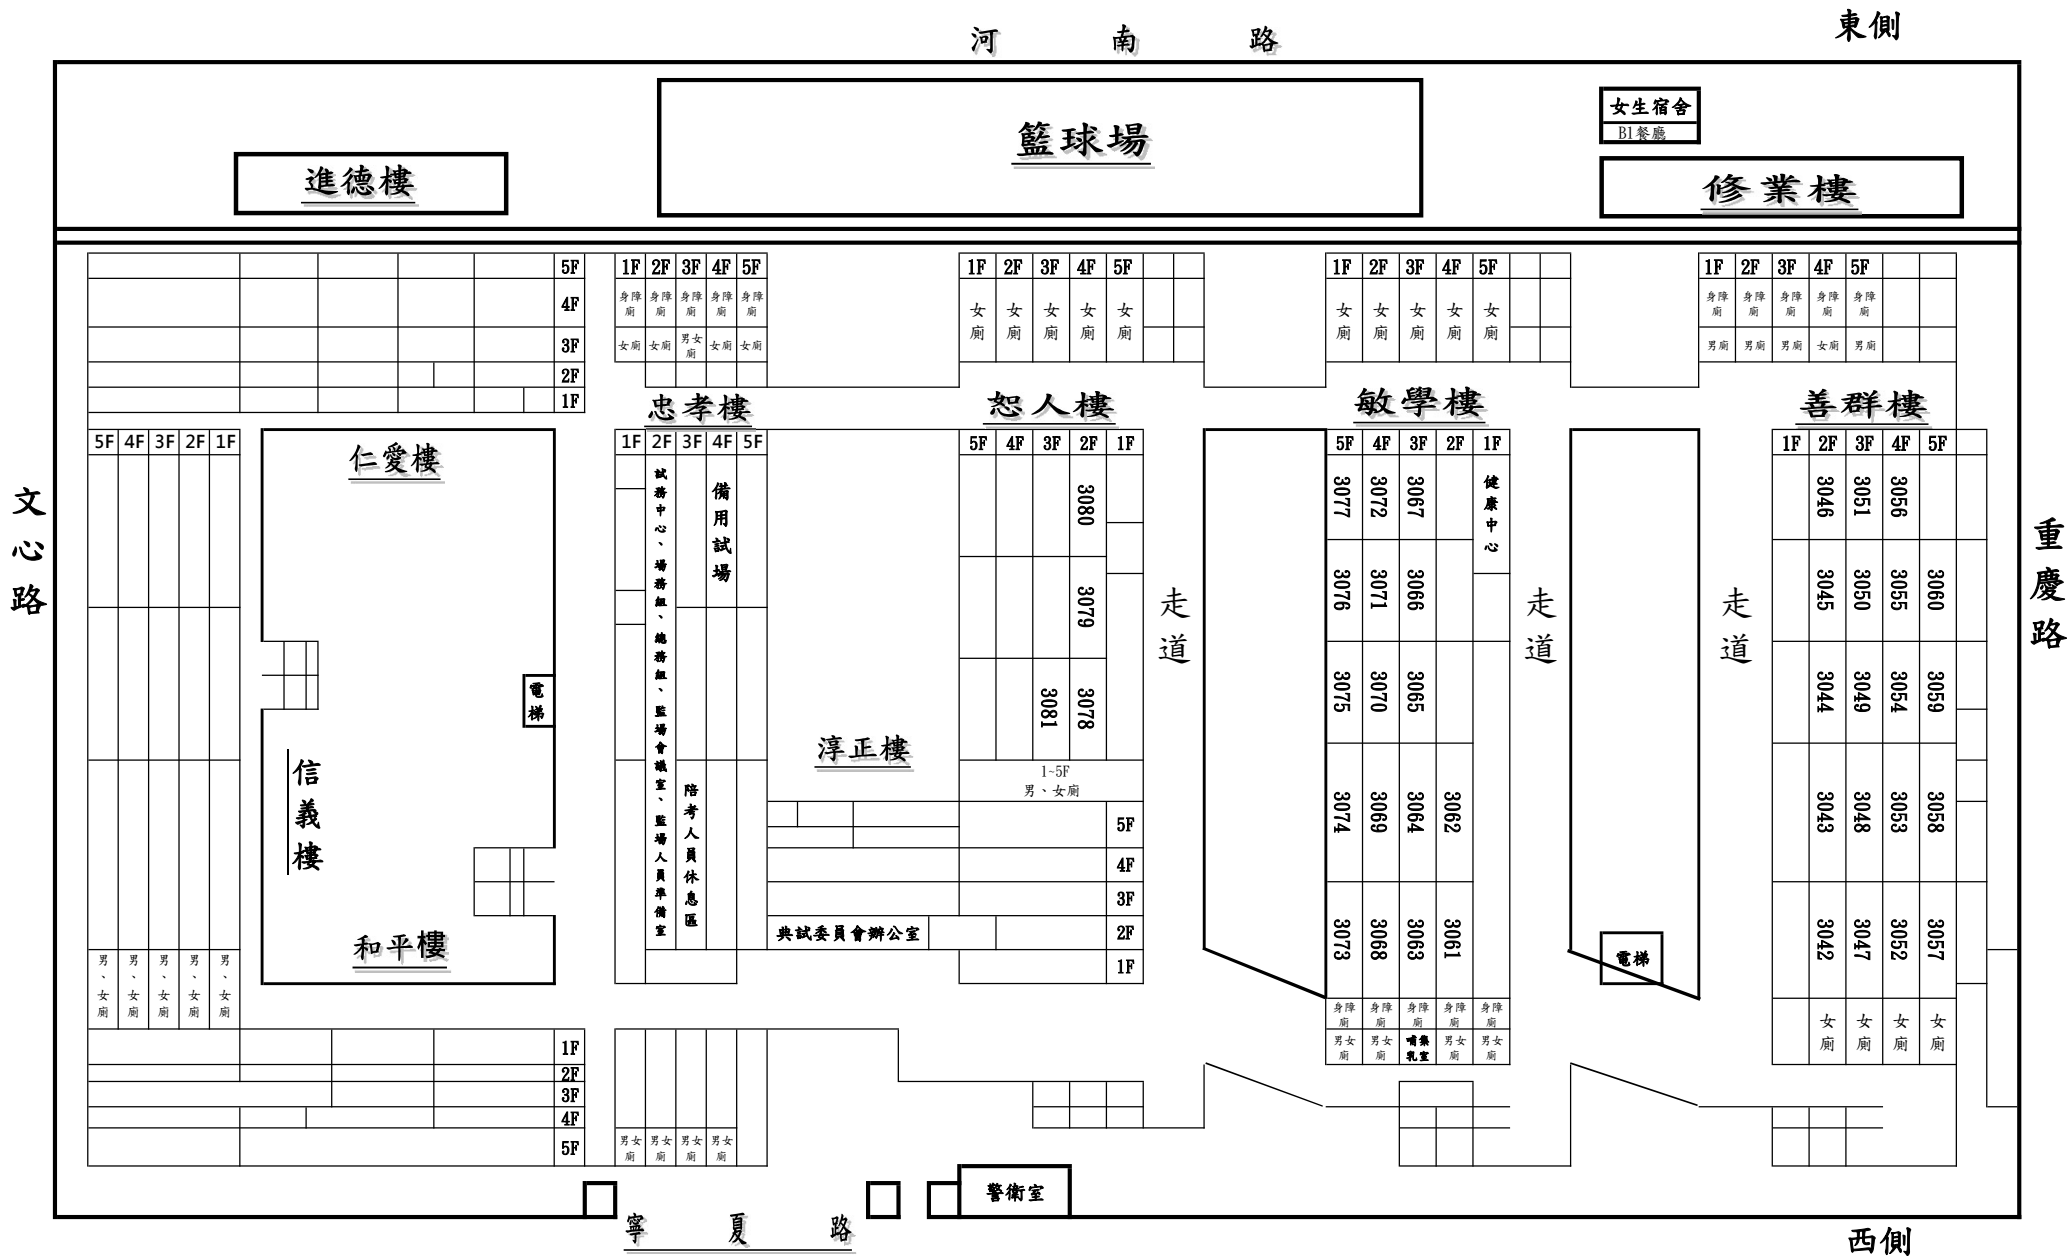 河南路
東側
女生宿舍
B1餐廳
籃球場
進德樓
修業樓
5F
4F
3F
2F
1F
1F 2F 3F 4F 5F
身障廁 身障廁 身障廁 身障廁 身障廁
女廁 女廁 男女廁 女廁 女廁
1F 2F 3F 4F 5F
女廁 女廁 女廁 女廁 女廁
1F 2F 3F 4F 5F
女廁 女廁 女廁 女廁 女廁
1F 2F 3F 4F 5F
身障廁 身障廁 身障廁 身障廁 身障廁
男廁 男廁 男廁 女廁 男廁
忠孝樓
恕人樓
敏學樓
善群樓
文心路
5F 4F 3F 2F 1F
男、女廁 男、女廁 男、女廁 男、女廁 男、女廁
仁愛樓
電梯
信義樓
和平樓
1F 2F 3F 4F 5F
試務中心、場務組、總務組、監場會議室、監場人員準備室
備用試場
陪考人員休息區
淳正樓
5F 4F 3F 2F 1F
3080
3079
3081 3078
1~5F
男、女廁
5F
4F
3F
典試委員會辦公室 2F
1F
走道
5F 4F 3F 2F 1F
3077 3072 3067 健康中心
3076 3071 3066
3075 3070 3065
3074 3069 3064 3062
3073 3068 3063 3061
身障廁 身障廁 身障廁 身障廁 身障廁
男女廁 男女廁 哺集乳室 男女廁 男女廁
走道
電梯
走道
1F 2F 3F 4F 5F
3046 3051 3056
3045 3050 3055 3060
3044 3049 3054 3059
3043 3048 3053 3058
3042 3047 3052 3057
女廁 女廁 女廁 女廁
重慶路
1F
2F
3F
4F
5F
男女廁 男女廁 男女廁 男女廁
警衛室
寧夏路
西側